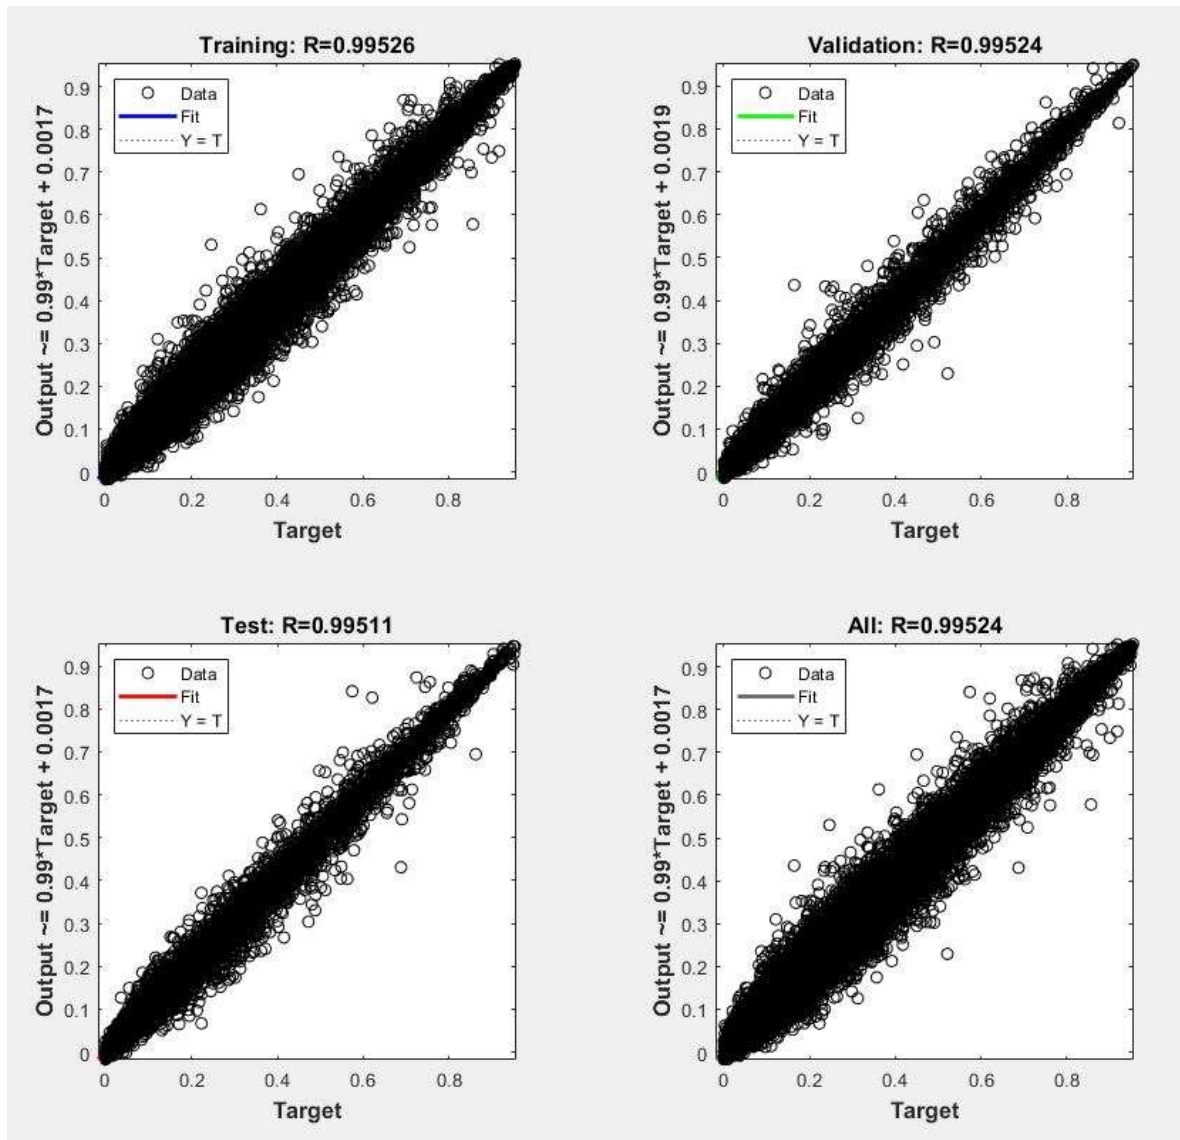 Training: R=0.99526
Output ~= 0.99*Target + 0.0017
0.9
0.8
0.7
0.6
0.5
0.4
0.3
0.2
0.1
0
Data
Fit
Y = T
0 0.2 0.4 0.6 0.8
Target
Validation: R=0.99524
Output ~= 0.99*Target + 0.0019
0.9
0.8
0.7
0.6
0.5
0.4
0.3
0.2
0.1
0
Data
Fit
Y = T
0 0.2 0.4 0.6 0.8
Target
Test: R=0.99511
Output ~= 0.99*Target + 0.0017
0.9
0.8
0.7
0.6
0.5
0.4
0.3
0.2
0.1
0
Data
Fit
Y = T
0 0.2 0.4 0.6 0.8
Target
All: R=0.99524
Output ~= 0.99*Target + 0.0017
0.9
0.8
0.7
0.6
0.5
0.4
0.3
0.2
0.1
0
Data
Fit
Y = T
0 0.2 0.4 0.6 0.8
Target